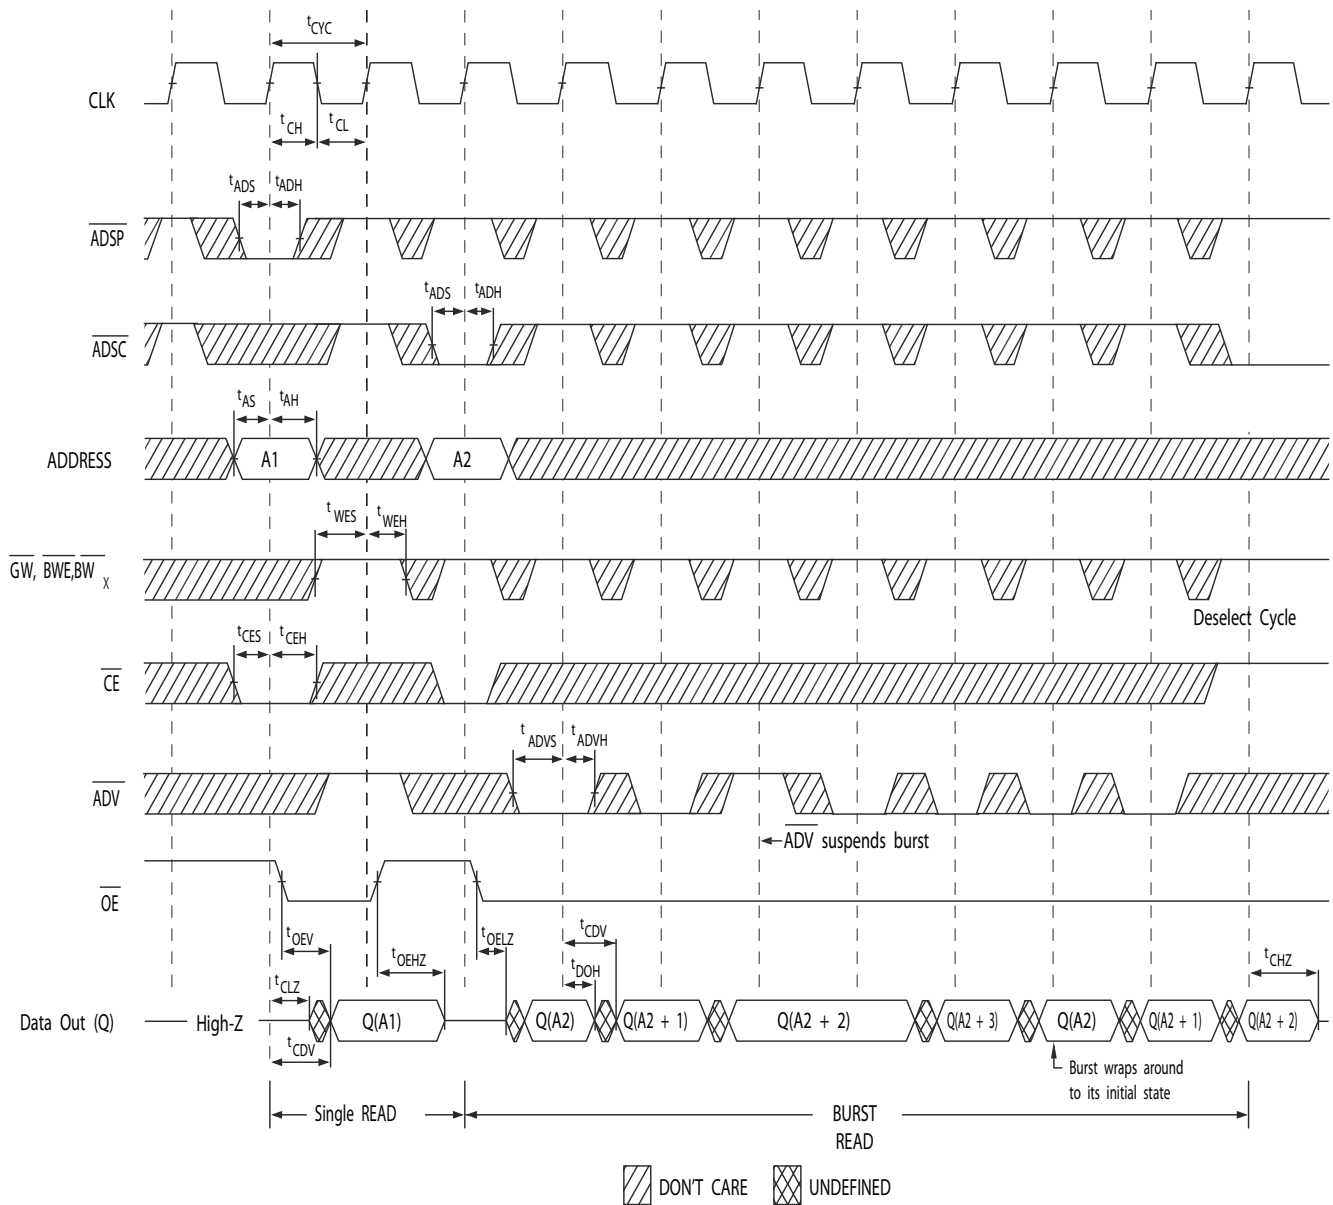 tCYC
CLK
tCH tCL
tADS tADH
ADSP
tADS tADH
ADSC
tAS tAH
ADDRESS A1 A2
tWES tWEH
GW, BWE,BW X
Deselect Cycle
tCES tCEH
CE
tADVS tADVH
ADV
ADV suspends burst
OE
tOEV tOEHZ tOELZ tCDV
tCLZ tDOH tCHZ
Data Out (Q) High-Z Q(A1) Q(A2) Q(A2 + 1) Q(A2 + 2) Q(A2 + 3) Q(A2) Q(A2 + 1) Q(A2 + 2)
tCDV
Burst wraps around
to its initial state
Single READ BURST
READ
DON'T CARE UNDEFINED